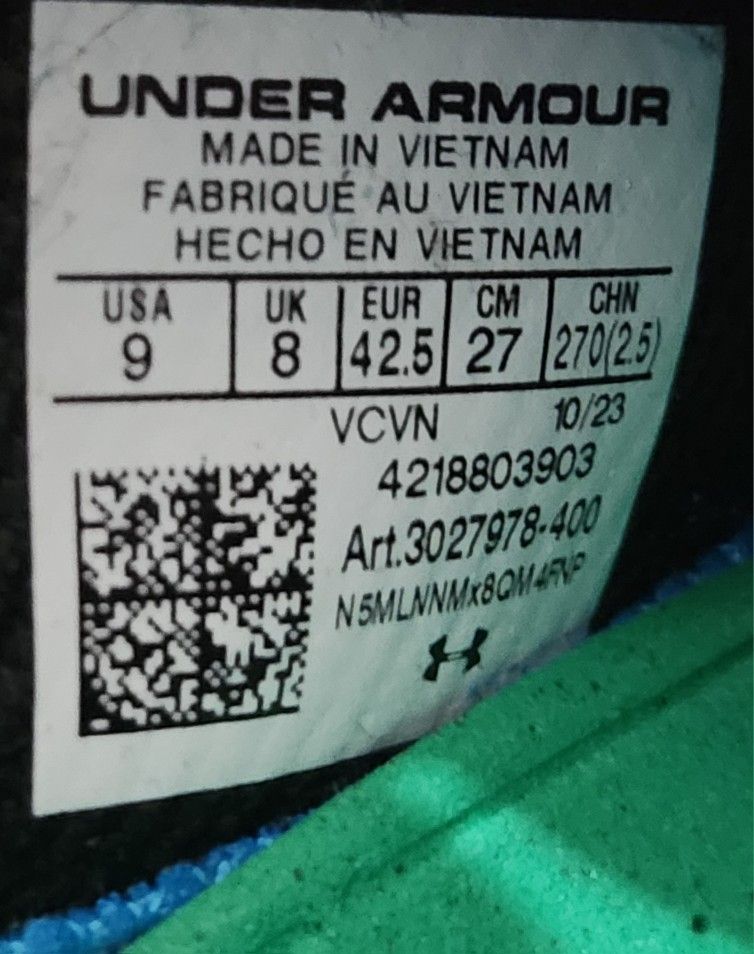 UNDER ARMOUR
MADE IN VIETNAM
FABRIQUÉ AU VIETNAM
HECHO EN VIETNAM
USA UK EUR CM CHN
9 8 42.5 27 270(2.5)
VCVN 10/23
4218803903
Art.3027978-400